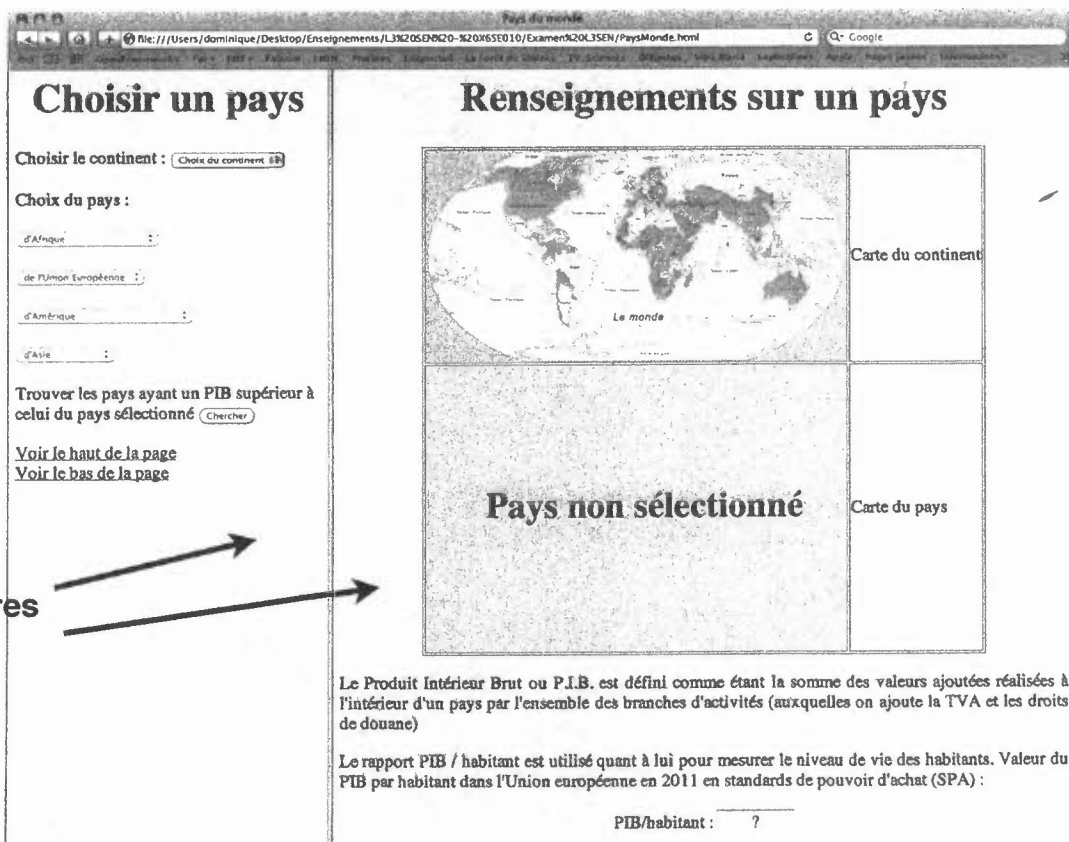 Pays du monde
file:///Users/dominique/Desktop/Enseignements/L3%20SEN%20-%20X6SE010/Examen%20L3SEN/PaysMonde.html
Google
Choisir un pays
Choisir le continent : Choix du continent
Choix du pays :
d'Afrique
de l'Union Européenne
d'Amérique
d'Asie
Trouver les pays ayant un PIB supérieur à
celui du pays sélectionné Chercher
Voir le haut de la page
Voir le bas de la page
res
Renseignements sur un pays
Le monde
Carte du continent
Pays non sélectionné
Carte du pays
Le Produit Intérieur Brut ou P.I.B. est défini comme étant la somme des valeurs ajoutées réalisées à
l'intérieur d'un pays par l'ensemble des branches d'activités (auxquelles on ajoute la TVA et les droits
de douane)
Le rapport PIB / habitant est utilisé quant à lui pour mesurer le niveau de vie des habitants. Valeur du
PIB par habitant dans l'Union européenne en 2011 en standards de pouvoir d'achat (SPA) :
PIB/habitant : ?